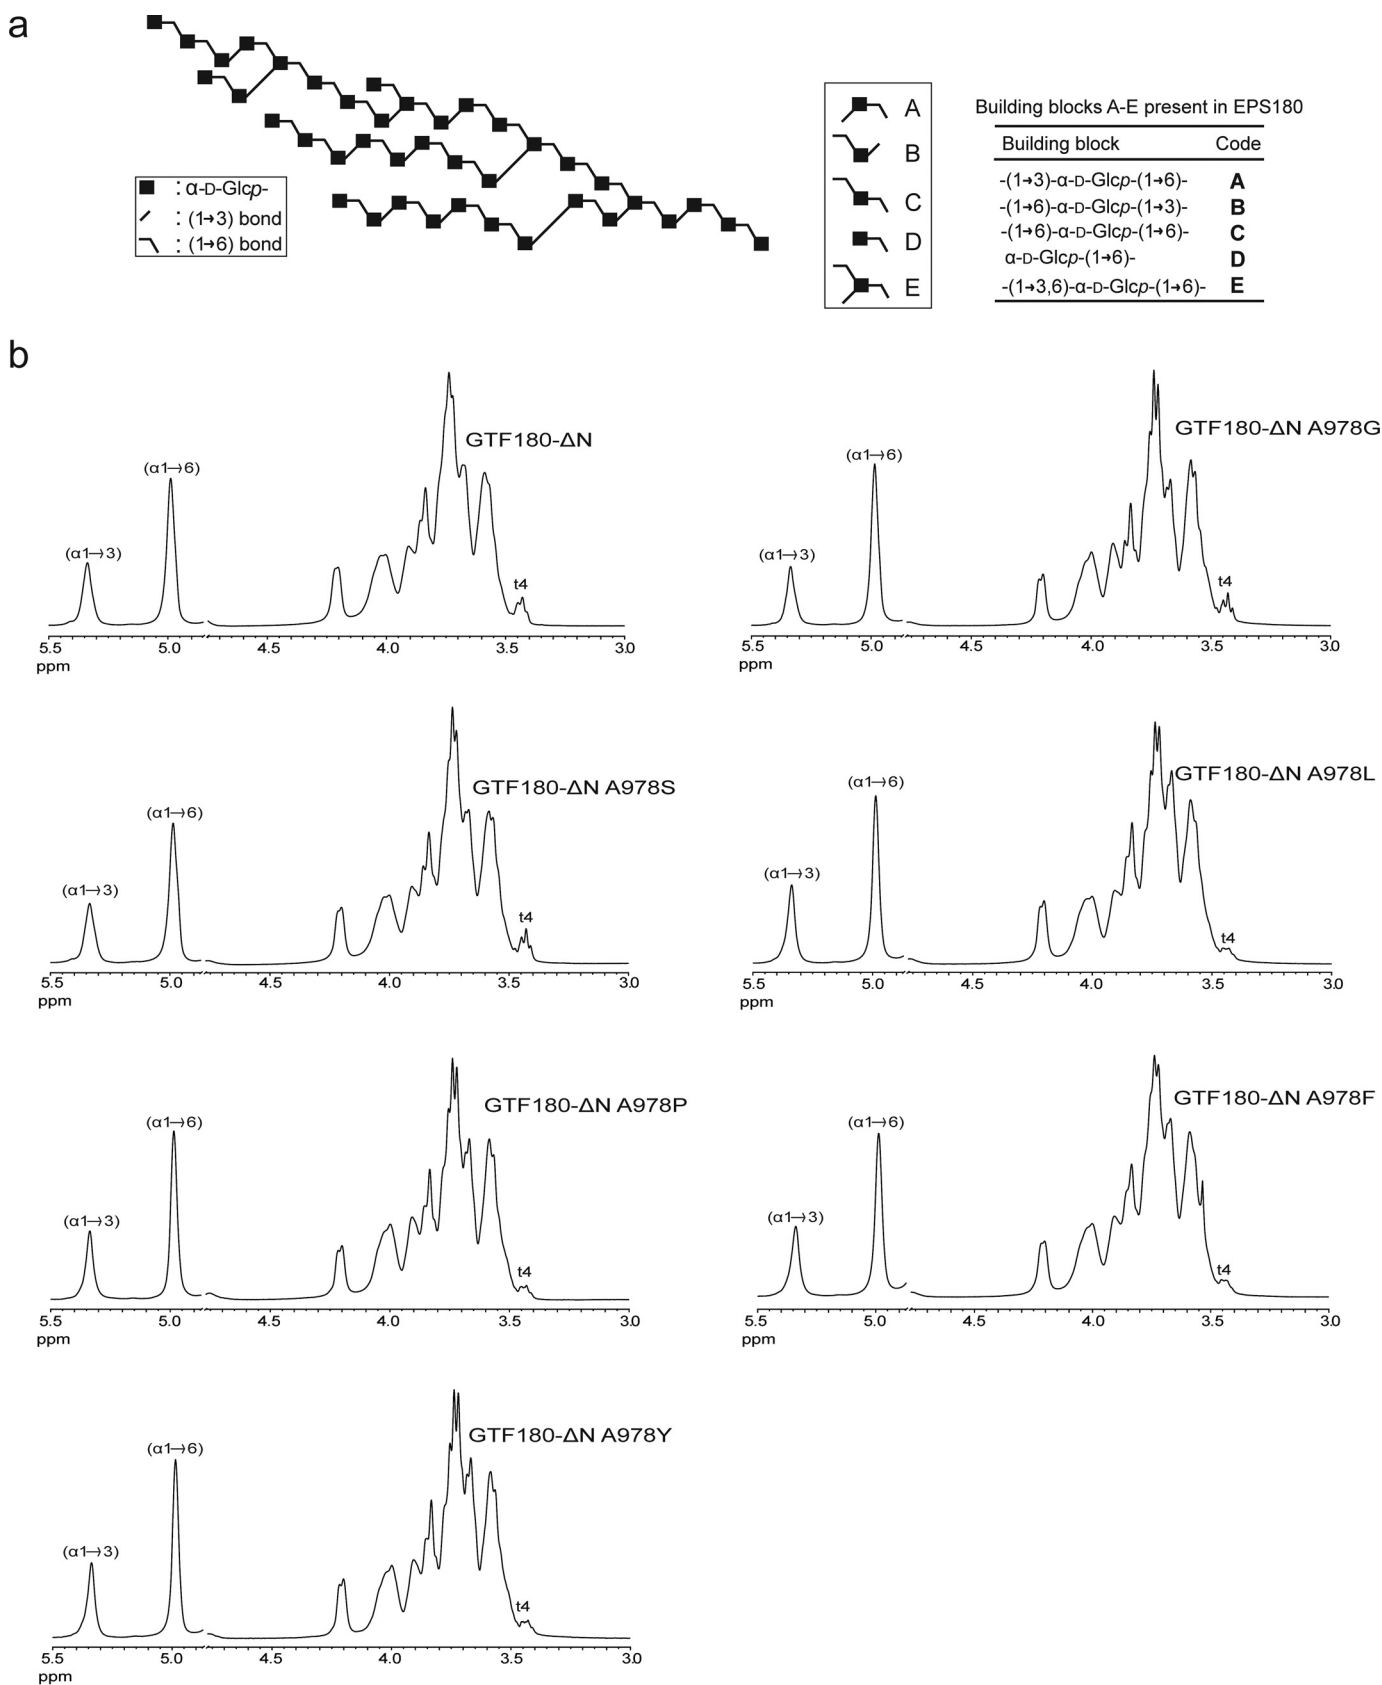 a
■ : α-D-Glcp-
: (1→3) bond
: (1→6) bond
A
B
C
D
E
Building blocks A-E present in EPS180
Building block Code
-(1→3)-α-D-Glcp-(1→6)- A
-(1→6)-α-D-Glcp-(1→3)- B
-(1→6)-α-D-Glcp-(1→6)- C
α-D-Glcp-(1→6)- D
-(1→3,6)-α-D-Glcp-(1→6)- E
b
GTF180-ΔN
(α1→6)
(α1→3)
t4
5.5 5.0 4.5 4.0 3.5 3.0
ppm
GTF180-ΔN A978G
(α1→6)
(α1→3)
t4
5.5 5.0 4.5 4.0 3.5 3.0
ppm
GTF180-ΔN A978S
(α1→6)
(α1→3)
t4
5.5 5.0 4.5 4.0 3.5 3.0
ppm
GTF180-ΔN A978L
(α1→6)
(α1→3)
t4
5.5 5.0 4.5 4.0 3.5 3.0
ppm
GTF180-ΔN A978P
(α1→6)
(α1→3)
t4
5.5 5.0 4.5 4.0 3.5 3.0
ppm
GTF180-ΔN A978F
(α1→6)
(α1→3)
t4
5.5 5.0 4.5 4.0 3.5 3.0
ppm
GTF180-ΔN A978Y
(α1→6)
(α1→3)
t4
5.5 5.0 4.5 4.0 3.5 3.0
ppm